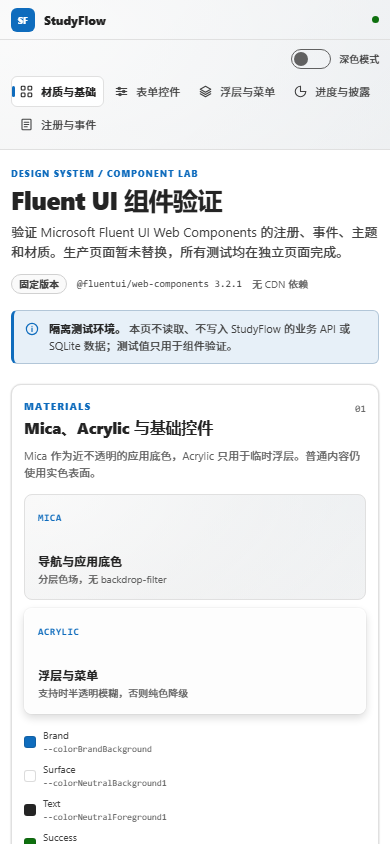 SF StudyFlow
深色模式
材质与基础 表单控件 浮层与菜单 进度与披露
注册与事件
DESIGN SYSTEM / COMPONENT LAB
Fluent UI 组件验证
验证 Microsoft Fluent UI Web Components 的注册、事件、主题
和材质。生产页面暂未替换，所有测试均在独立页面完成。
固定版本 @fluentui/web-components 3.2.1 无 CDN 依赖
隔离测试环境。 本页不读取、不写入 StudyFlow 的业务 API 或
SQLite 数据；测试值只用于组件验证。
MATERIALS 01
Mica、Acrylic 与基础控件
Mica 作为近不透明的应用底色，Acrylic 只用于临时浮层。普通内容仍
使用实色表面。
MICA
导航与应用底色
分层色场，无 backdrop-filter
ACRYLIC
浮层与菜单
支持时半透明模糊，否则纯色降级
Brand
--colorBrandBackground
Surface
--colorNeutralBackground1
Text
--colorNeutralForeground1
Success